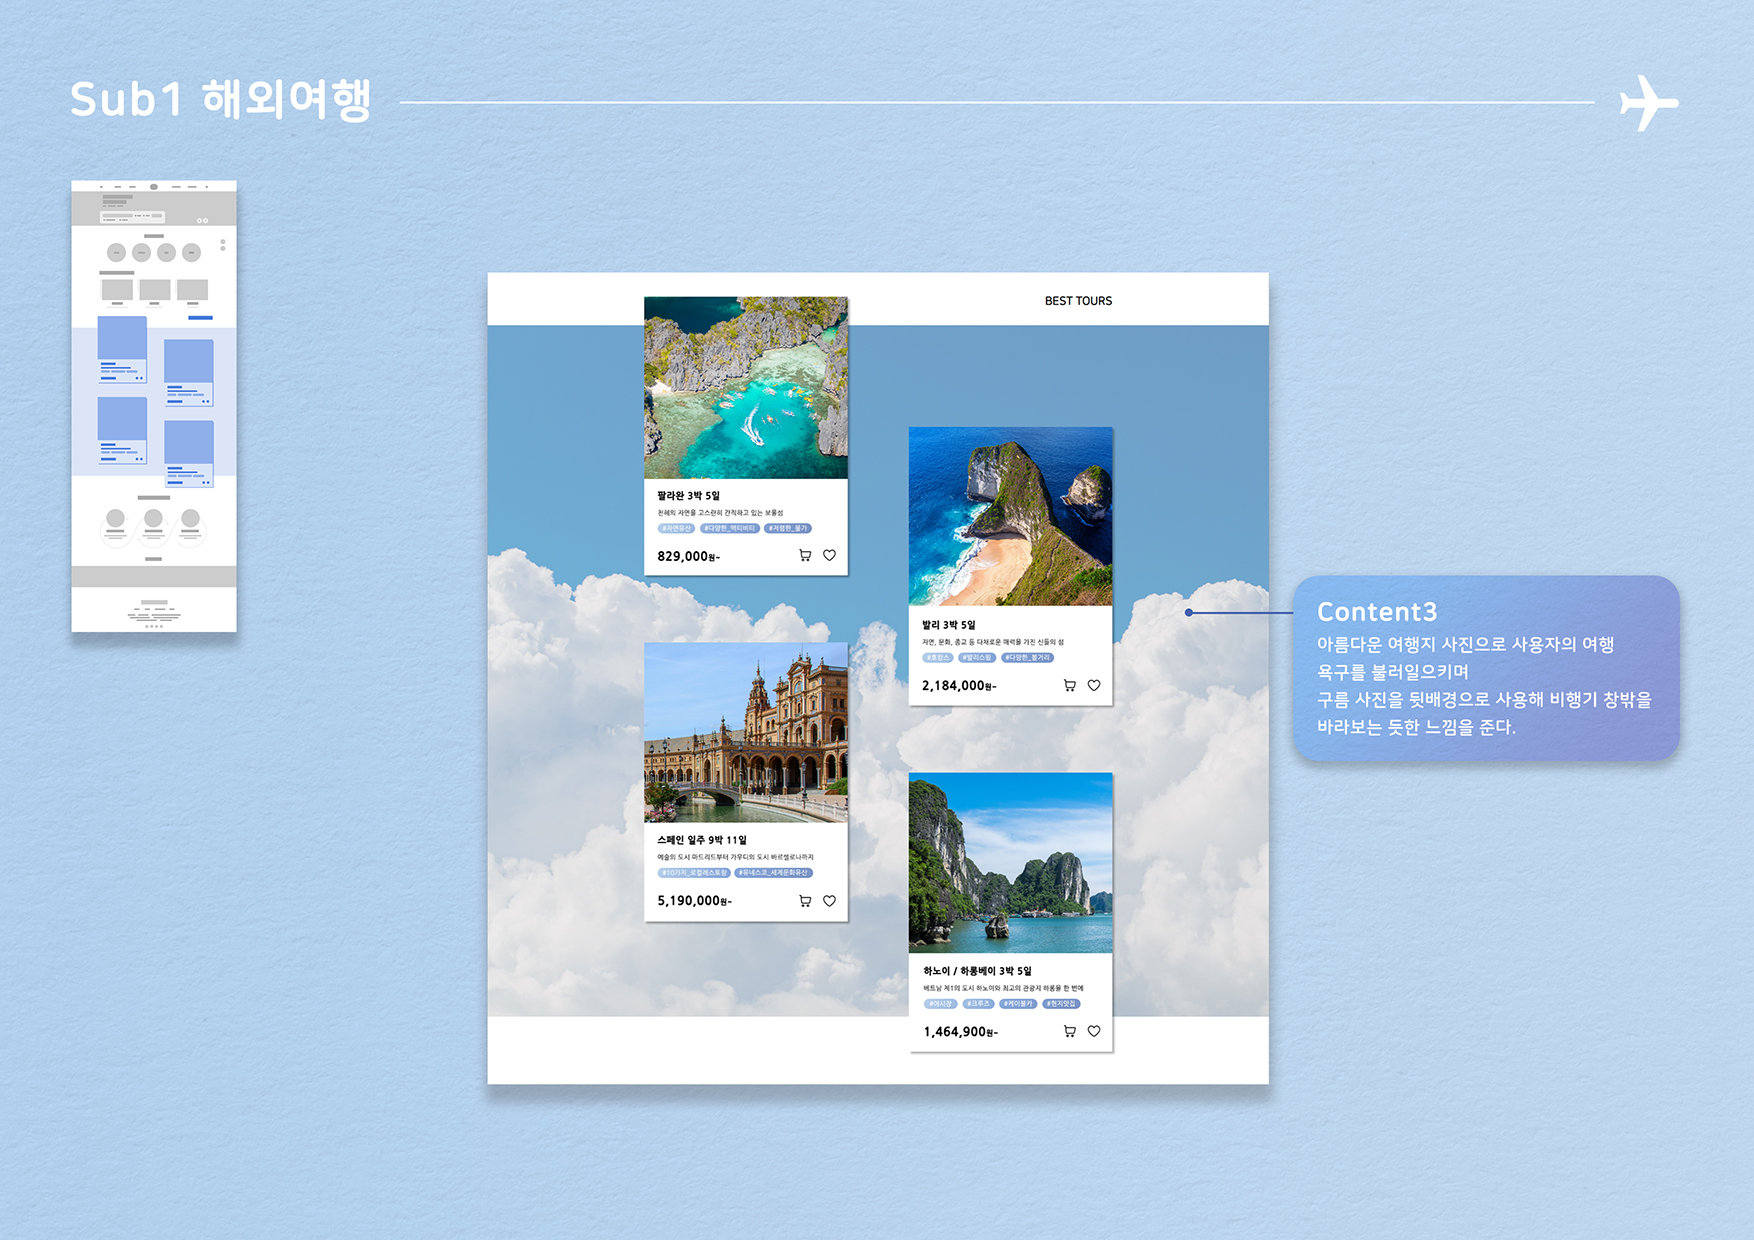 Sub1 해외여행
BEST TOURS
팔라완 3박 5일
천혜의 자연을 고스란히 간직하고 있는 보물섬
#자연유산 #다양한_액티비티 #저렴한_물가
829,000원~
발리 3박 5일
자연, 문화, 종교 등 다채로운 매력을 가진 신들의 섬
#호캉스 #발리스윙 #다양한_볼거리
2,184,000원~
스페인 일주 9박 11일
예술의 도시 마드리드부터 가우디의 도시 바르셀로나까지
#10가지_로컬레스토랑 #유네스코_세계문화유산
5,190,000원~
하노이 / 하롱베이 3박 5일
베트남 제1의 도시 하노이와 최고의 관광지 하롱을 한 번에
#야시장 #크루즈 #케이블카 #현지맛집
1,464,900원~
Content3
아름다운 여행지 사진으로 사용자의 여행
욕구를 불러일으키며
구름 사진을 뒷배경으로 사용해 비행기 창밖을
바라보는 듯한 느낌을 준다.